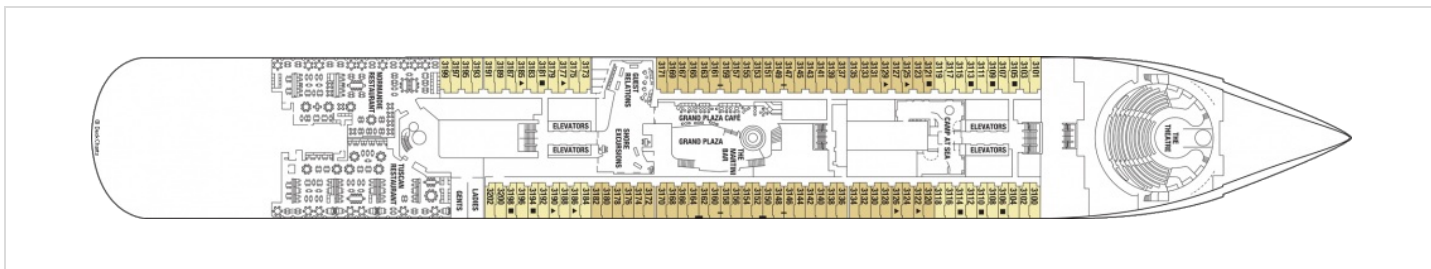 3199 3197 3195 3193 3191 3189 3187 3185 3183 3181 3179 3177 3175 3173
3171 3169 3167 3165 3163 3161 3159 3157 3155 3153 3151 3149 3147 3145 3143 3141 3139 3135 3133 3131 3129 3127 3125 3123 3121 3119 3117 3115 3113 3111 3109 3107 3105 3103 3101
NORMANDIE
RESTAURANT
GUEST
RELATIONS
GRAND PLAZA CAFÉ
ELEVATORS
ELEVATORS
SHORE
EXCURSIONS
GRAND PLAZA
THE
MARTINI
BAR
CAMP AT SEA
ELEVATORS
ELEVATORS
THE
THEATRE
TUSCAN
RESTAURANT
GENTS
LADIES
3202 3200 3198 3196 3194 3192 3190 3188 3186 3184 3182 3180 3178 3176 3174 3172
3170 3168 3166 3164 3162 3160 3158 3156 3154 3152 3150 3148 3146 3144 3142 3140 3138 3136 3134 3132 3130 3128 3126 3124 3122 3120 3118 3116 3114 3112 3110 3108 3106 3104 3102 3100